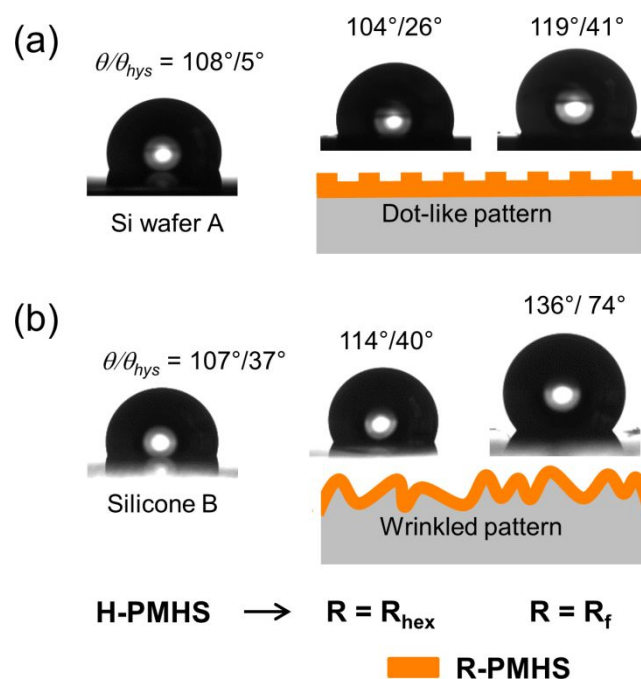 (a)
104°/26°
119°/41°
θ/θhys = 108°/5°
Si wafer A
Dot-like pattern
(b)
136°/ 74°
114°/40°
θ/θhys = 107°/37°
Silicone B
Wrinkled pattern
H-PMHS → R = Rhex R = Rf
R-PMHS